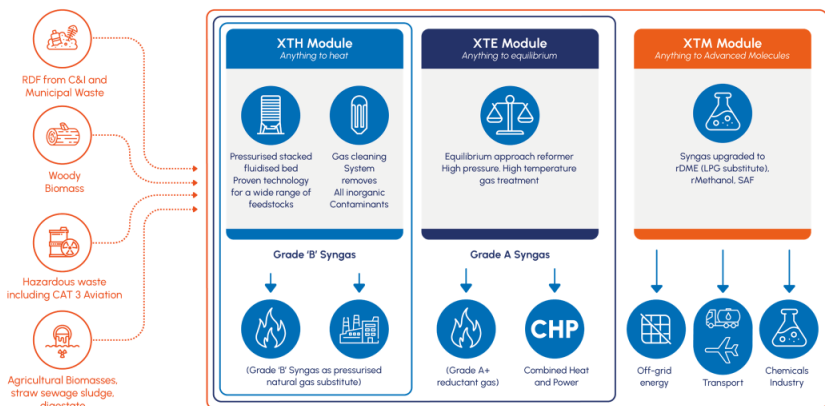 RDF from C&I and
Municipal Waste
Woody
Biomass
Hazardous waste
including CAT 3 Aviation
Agricultural Biomasses,
straw sewage sludge,
digestate
XTH Module
Anything to heat
Pressurised stacked
fluidised bed
Proven technology
for a wide range of
feedstocks
Gas cleaning
System
removes
All inorganic
Contaminants
Grade 'B' Syngas
(Grade 'B' Syngas as pressurised
natural gas substitute)
XTE Module
Anything to equilibrium
Equilibrium approach reformer
High pressure. High temperature
gas treatment
Grade A Syngas
(Grade A+
reductant gas)
CHP
Combined Heat
and Power
XTM Module
Anything to Advanced Molecules
Syngas upgraded to
rDME (LPG substitute),
rMethanol, SAF
Off-grid
energy
Transport
Chemicals
Industry